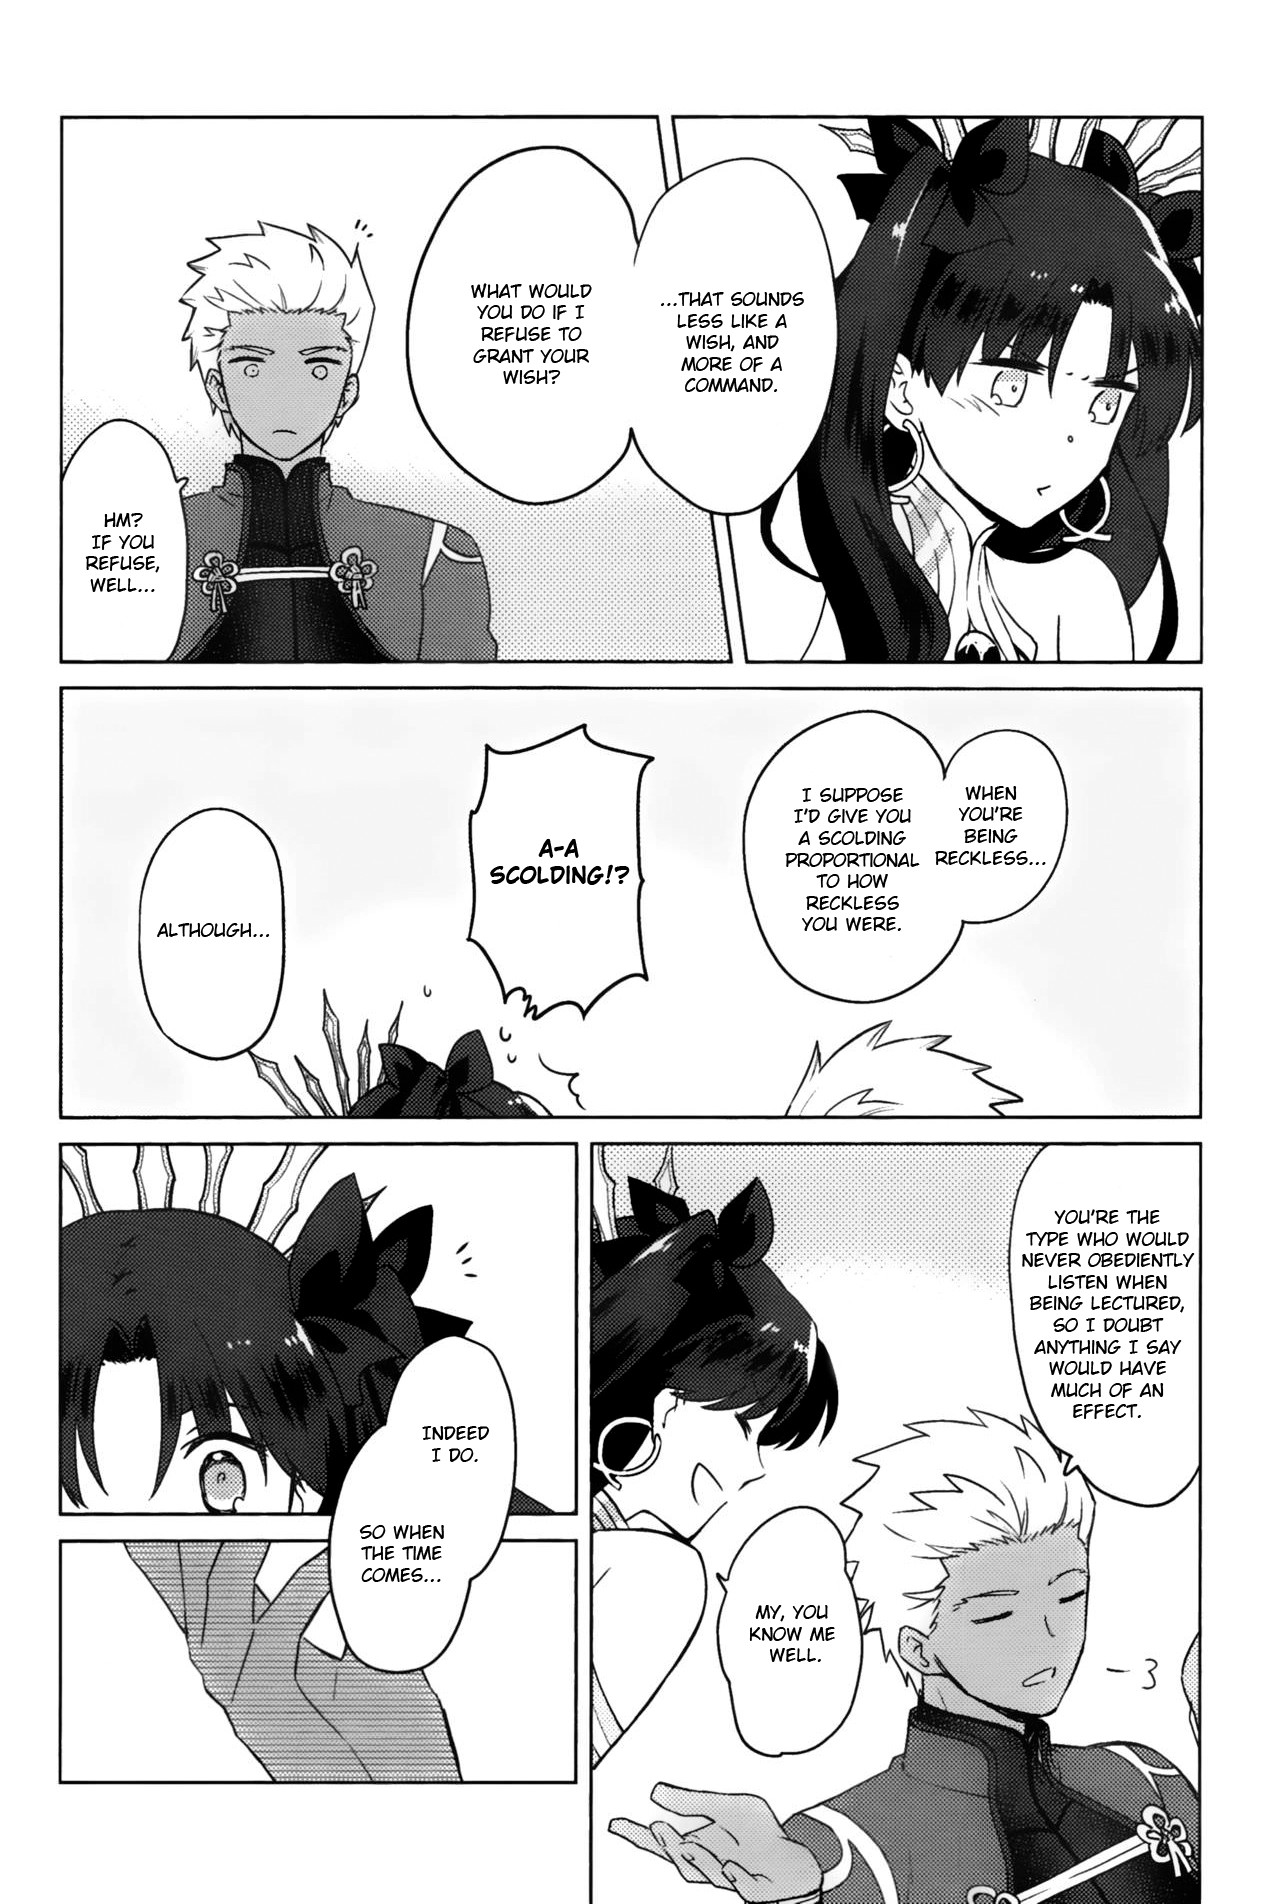 ...THAT SOUNDS
LESS LIKE A
WISH, AND
MORE OF A
COMMAND.
WHAT WOULD
YOU DO IF I
REFUSE TO
GRANT YOUR
WISH?
HM?
IF YOU
REFUSE,
WELL...
WHEN
YOU'RE
BEING
RECKLESS...
I SUPPOSE
I'D GIVE YOU
A SCOLDING
PROPORTIONAL
TO HOW
RECKLESS
YOU WERE.
A-A
SCOLDING!?
ALTHOUGH...
YOU'RE THE
TYPE WHO WOULD
NEVER OBEDIENTLY
LISTEN WHEN
BEING LECTURED,
SO I DOUBT
ANYTHING I SAY
WOULD HAVE
MUCH OF AN
EFFECT.
MY, YOU
KNOW ME
WELL.
INDEED
I DO.
SO WHEN
THE TIME
COMES...